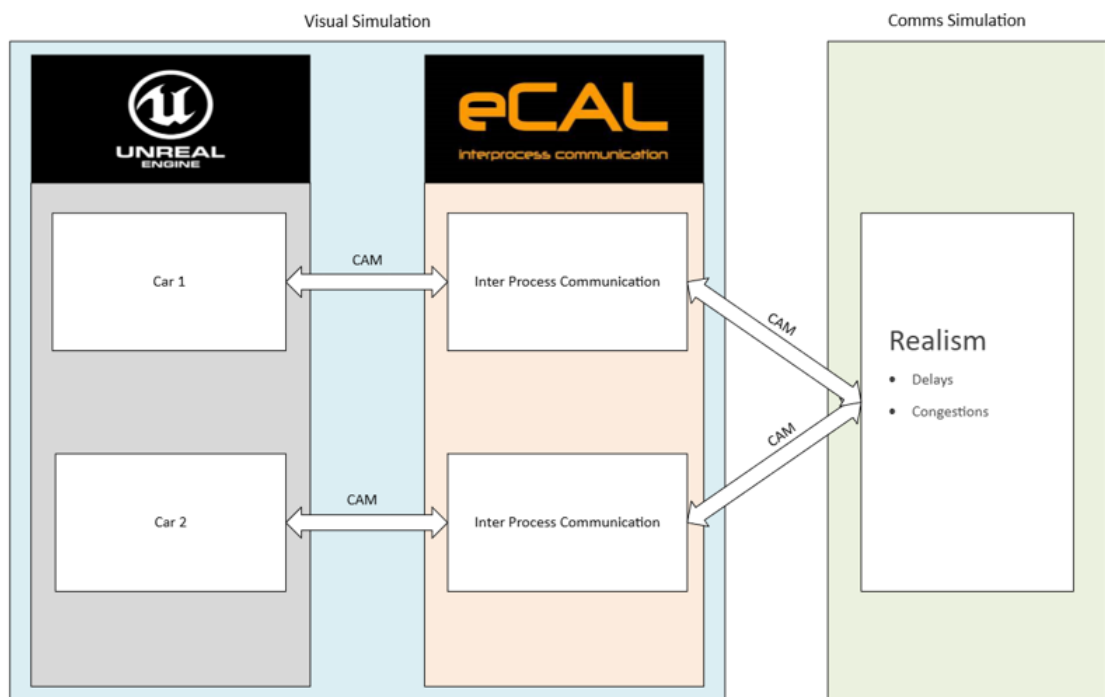 Visual Simulation
Comms Simulation
UNREAL
ENGINE
eCAL
interprocess communication
Car 1
CAM
Inter Process Communication
CAM
Realism
• Delays
• Congestions
CAM
Car 2
CAM
Inter Process Communication